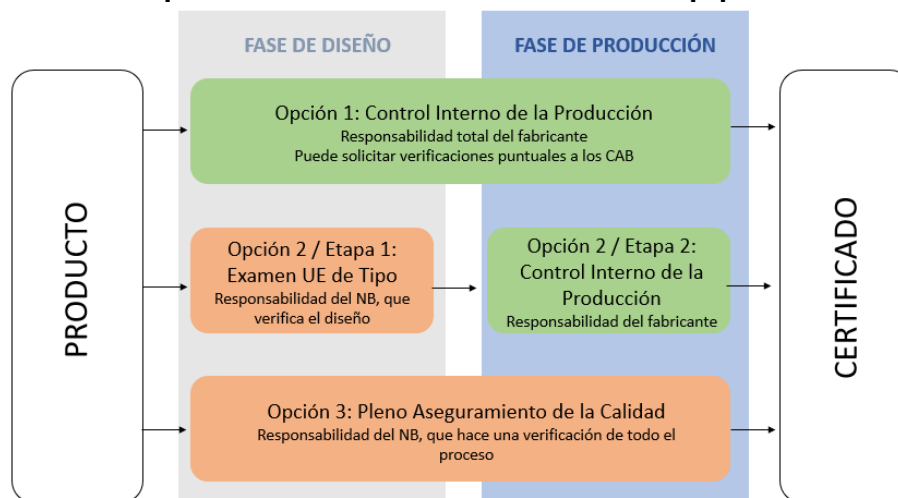 FASE DE DISEÑO
FASE DE PRODUCCIÓN
PRODUCTO
Opción 1: Control Interno de la Producción
Responsabilidad total del fabricante
Puede solicitar verificaciones puntuales a los CAB
Opción 2 / Etapa 1:
Examen UE de Tipo
Responsabilidad del NB, que
verifica el diseño
Opción 2 / Etapa 2:
Control Interno de la
Producción
Responsabilidad del fabricante
Opción 3: Pleno Aseguramiento de la Calidad
Responsabilidad del NB, que hace una verificación de todo el
proceso
CERTIFICADO